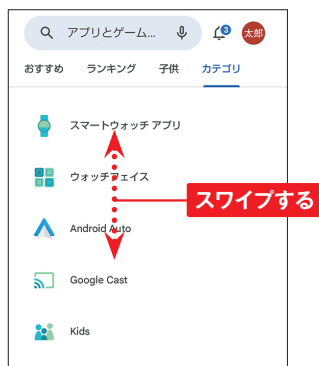 アプリとゲーム... 3 太郎
おすすめ ランキング 子供 カテゴリ
スマートウォッチ アプリ
ウォッチフェイス
スワイプする
Android Auto
Google Cast
Kids